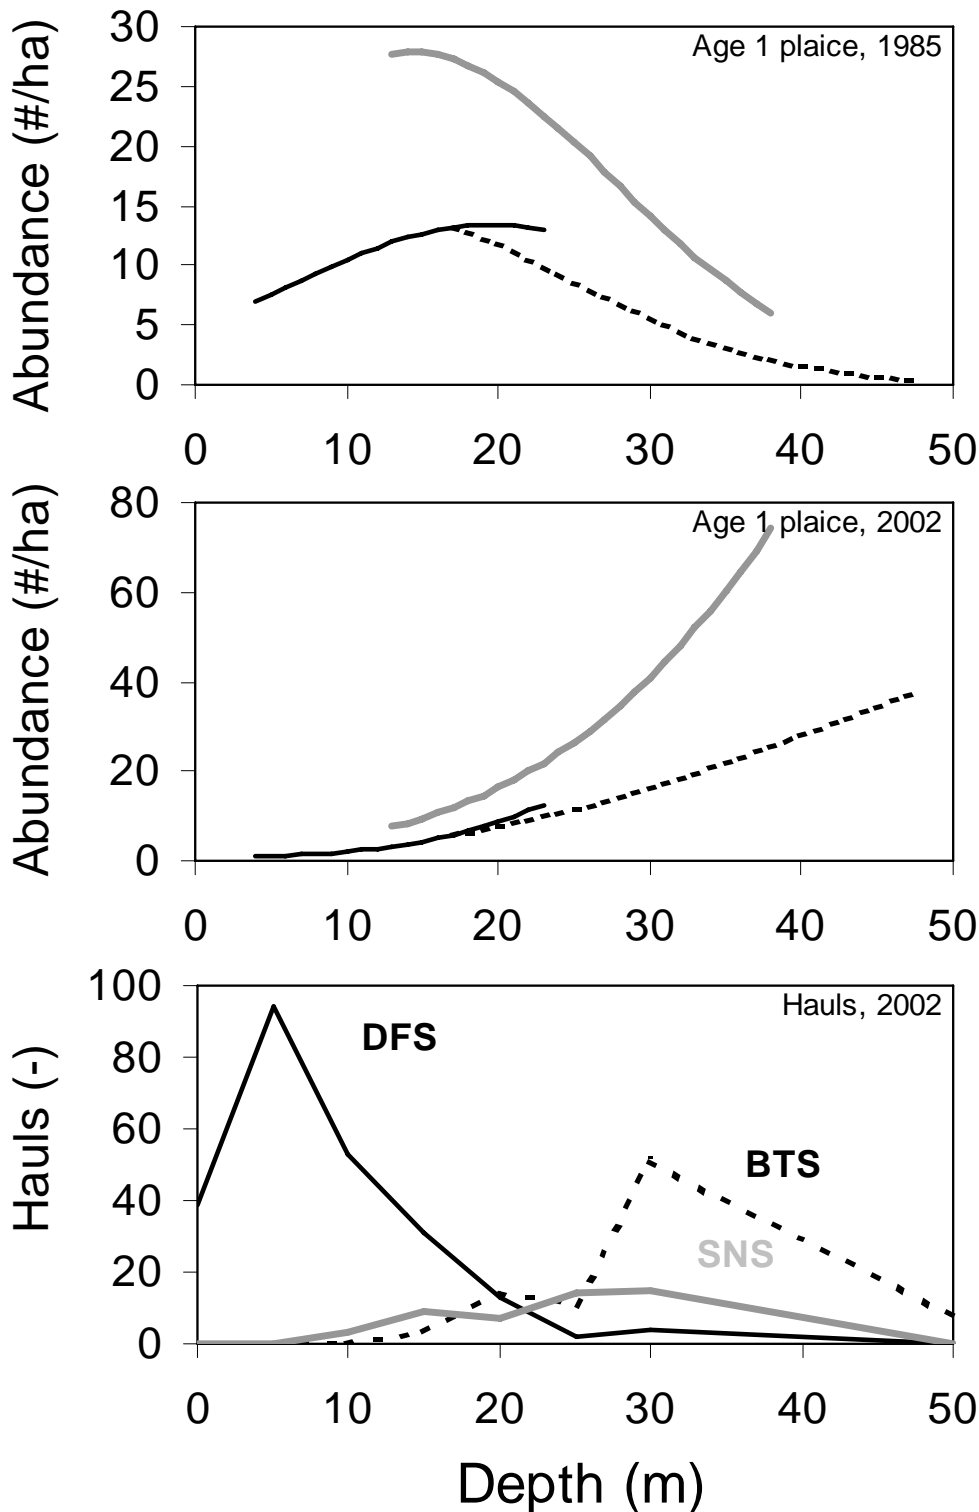 Abundance (#/ha)
30
25
20
15
10
5
0
Age 1 plaice, 1985
0 10 20 30 40 50
Abundance (#/ha)
80
60
40
20
0
Age 1 plaice, 2002
0 10 20 30 40 50
Hauls (-)
100
80
60
40
20
0
Hauls, 2002
DFS
BTS
SNS
0 10 20 30 40 50
Depth (m)